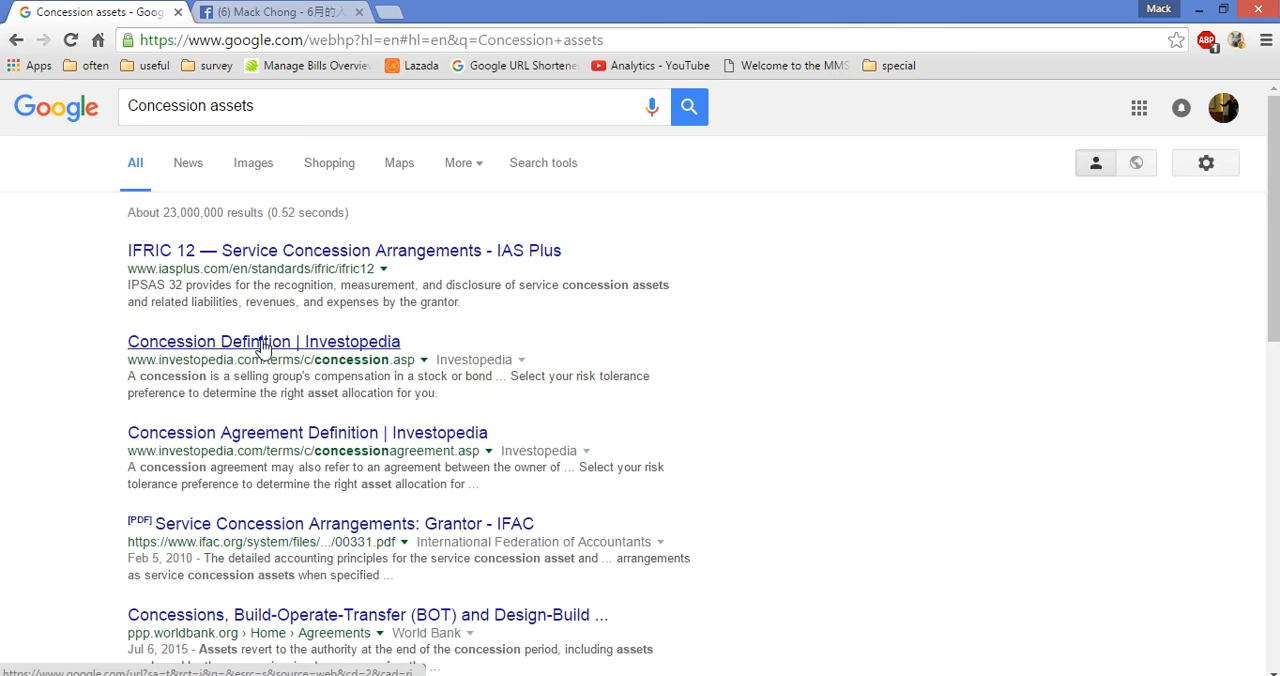 Concession assets - Goog
(6) Mack Chong - 6月的人
Mack
https://www.google.com/webhp?hl=en#hl=en&q=Concession+assets
ABP
1
Apps
often
useful
survey
Manage Bills Overvie
Lazada
Google URL Shortene
Analytics - YouTube
Welcome to the MMS
special
Google
Concession assets
All
News
Images
Shopping
Maps
More
Search tools
About 23,000,000 results (0.52 seconds)
IFRIC 12 — Service Concession Arrangements - IAS Plus
www.iasplus.com/en/standards/ifric/ifric12
IPSAS 32 provides for the recognition, measurement, and disclosure of service concession assets
and related liabilities, revenues, and expenses by the grantor.
Concession Definition | Investopedia
www.investopedia.com/terms/c/concession.asp Investopedia
A concession is a selling group's compensation in a stock or bond ... Select your risk tolerance
preference to determine the right asset allocation for you.
Concession Agreement Definition | Investopedia
www.investopedia.com/terms/c/concessionagreement.asp Investopedia
A concession agreement may also refer to an agreement between the owner of ... Select your risk
tolerance preference to determine the right asset allocation for ...
[PDF] Service Concession Arrangements: Grantor - IFAC
https://www.ifac.org/system/files/.../00331.pdf International Federation of Accountants
Feb 5, 2010 - The detailed accounting principles for the service concession asset and ... arrangements
as service concession assets when specified ...
Concessions, Build-Operate-Transfer (BOT) and Design-Build ...
ppp.worldbank.org › Home › Agreements World Bank
Jul 6, 2015 - Assets revert to the authority at the end of the concession period, including assets